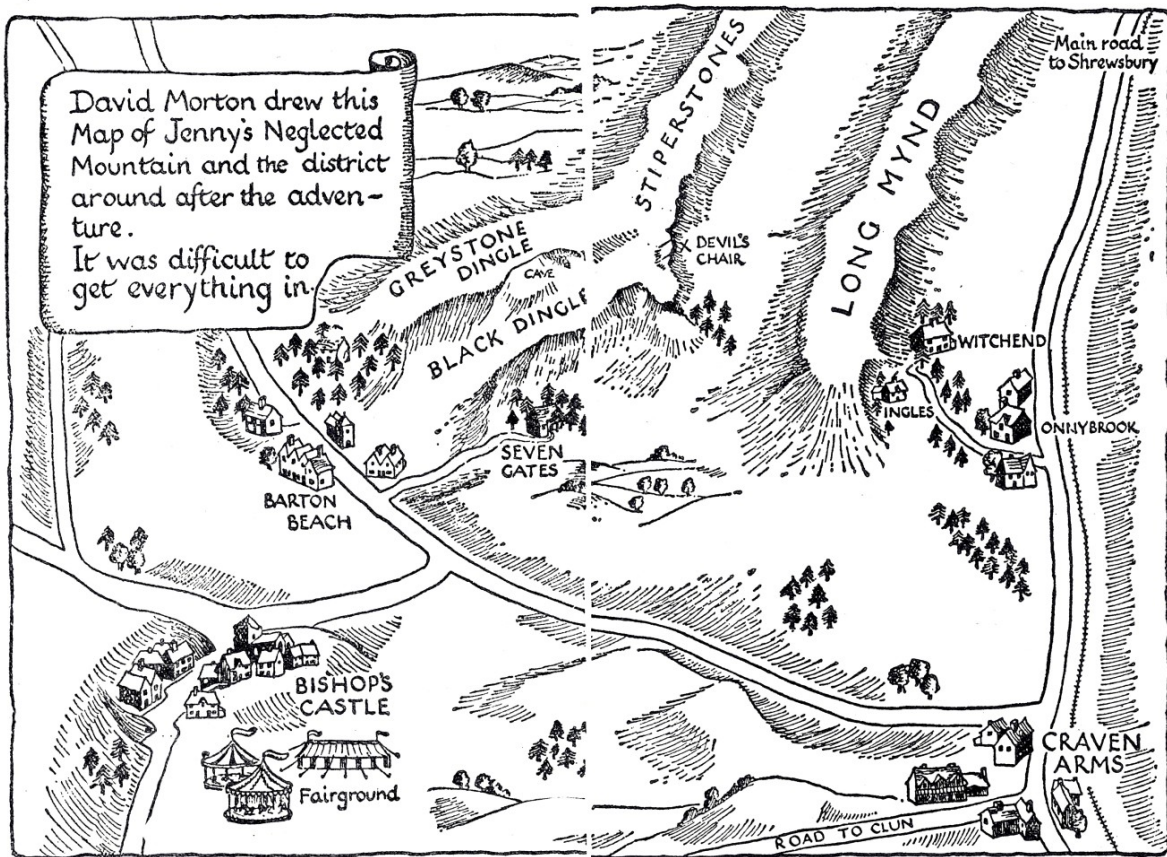 David Morton drew this
Map of Jenny's Neglected
Mountain and the district
around after the adven-
ture.
It was difficult to
get everything in.
Main road
to Shrewsbury
STIPERSTONES
LONG MYND
X DEVIL'S
CHAIR
GREYSTONE
DINGLE
CAVE
BLACK DINGLE
WITCHEND
INGLES
ONNYBROOK
SEVEN
GATES
BARTON
BEACH
BISHOP'S
CASTLE
Fairground
CRAVEN
ARMS
ROAD TO CLUN